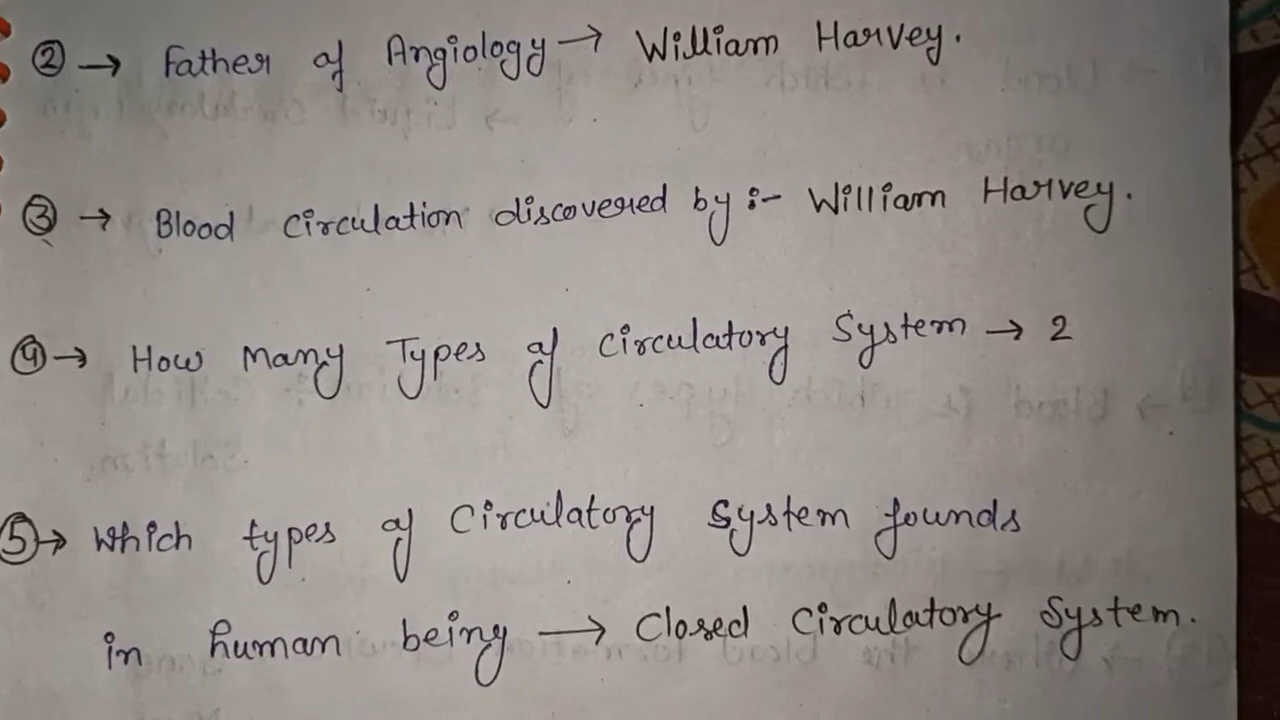 ② → Father of Angiology → William Harvey.
③ → Blood Circulation discovered by :- William Harvey.
④ → How Many Types of Circulatory System → 2
⑤ → Which types of Circulatory System founds
in human being → Closed Circulatory System.